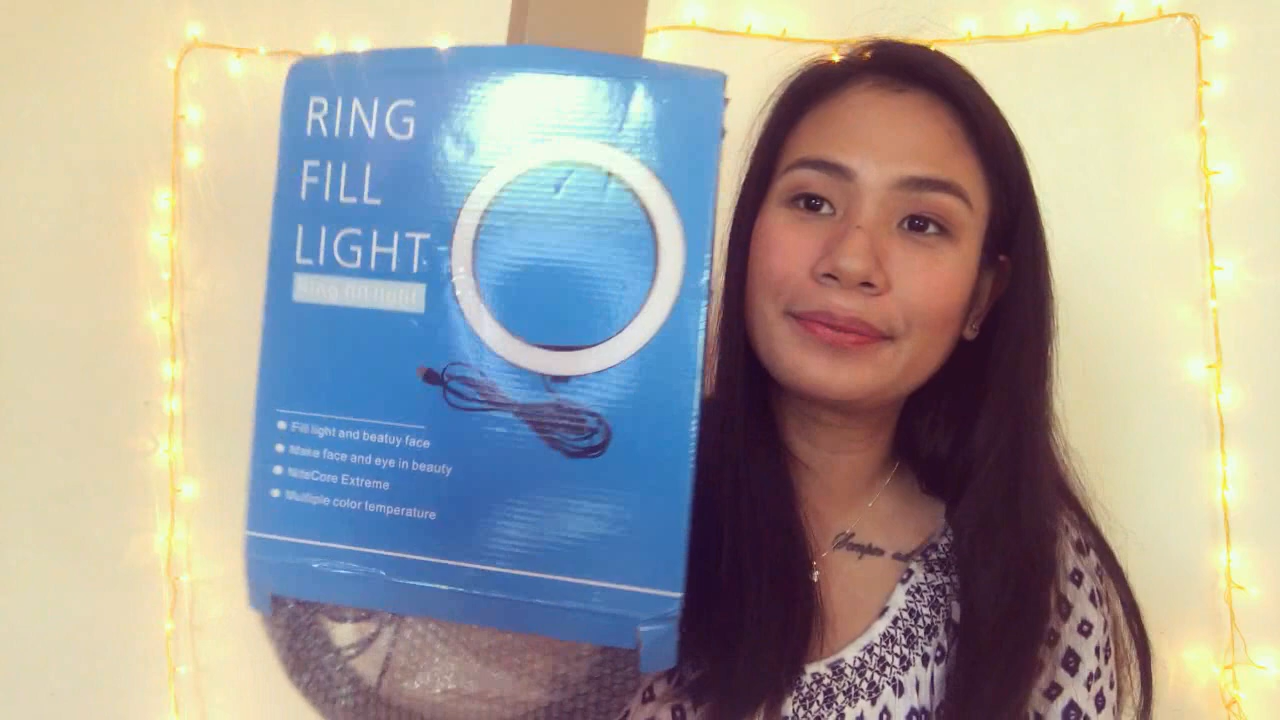 RING
FILL
LIGHT
Ring fill light
Fill light and beatuy face
Make face and eye in beauty
NiteCore Extreme
Multiple color temperature
Semper